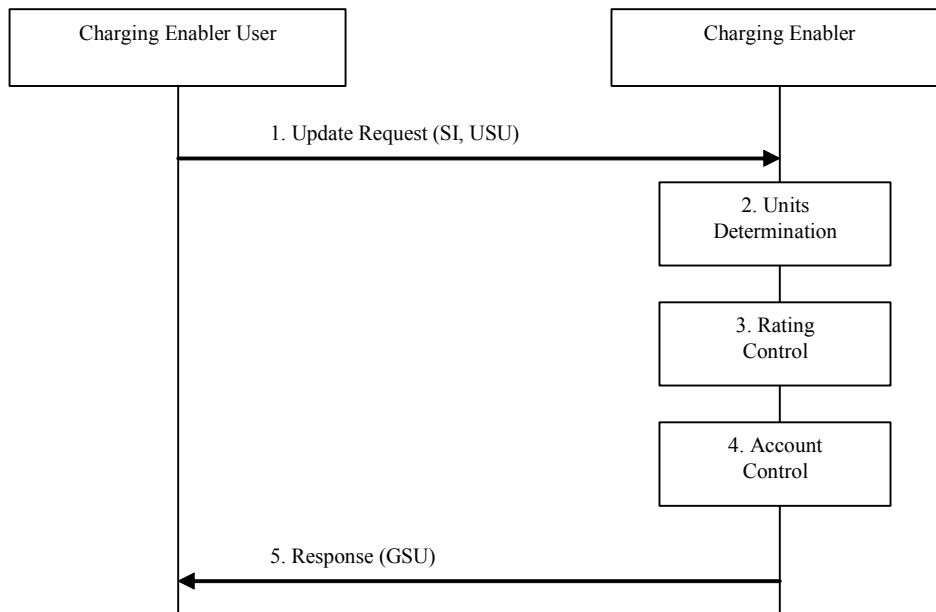 Charging Enabler User
Charging Enabler
1. Update Request (SI, USU)
2. Units
Determination
3. Rating
Control
4. Account
Control
5. Response (GSU)